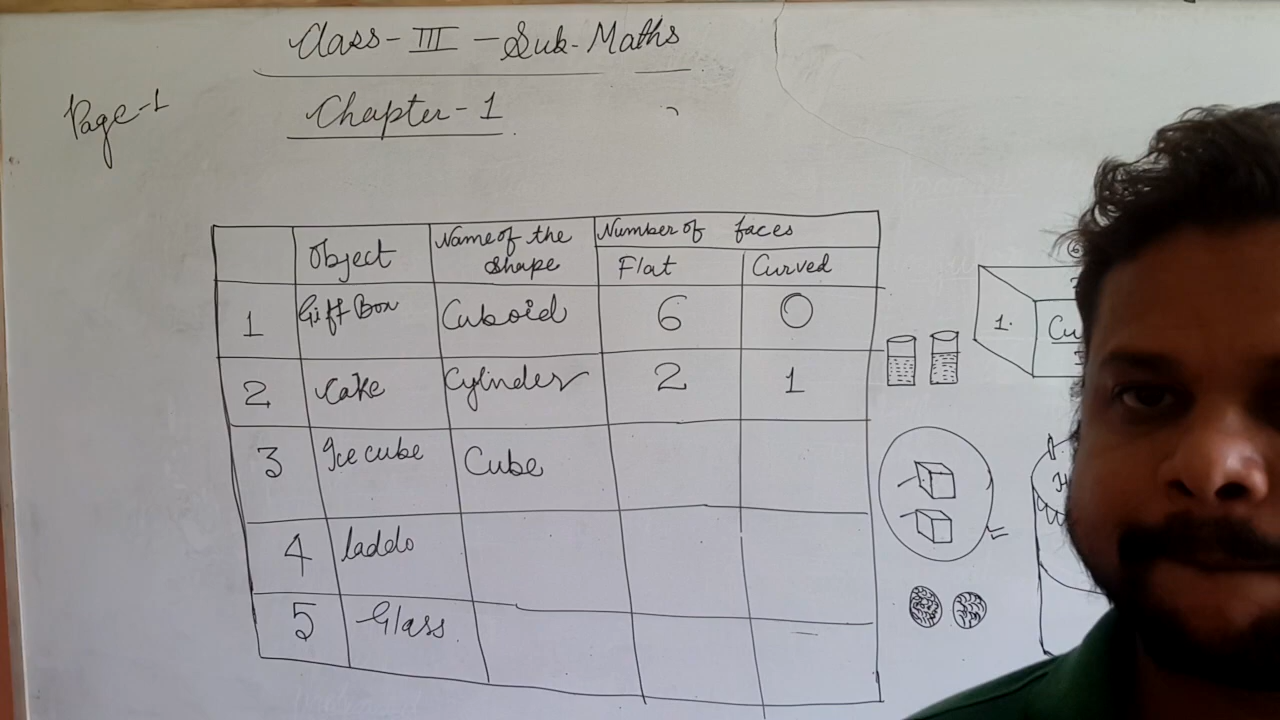 Class-III-Sub-Maths
Page-1
Chapter-1
Object Name of the shape Number of faces
Flat Curved
1 Gift Box Cuboid 6 0
2 Cake Cylinder 2 1
3 Ice cube Cube
4 laddo
5 Glass.
1. Cu